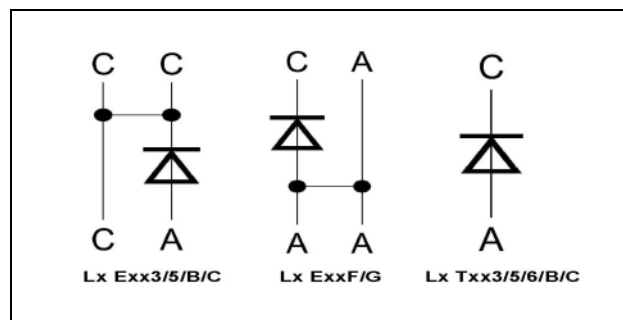 C C C A C
C A A A A
Lx Exx3/5/B/C Lx ExxF/G Lx Txx3/5/6/B/C